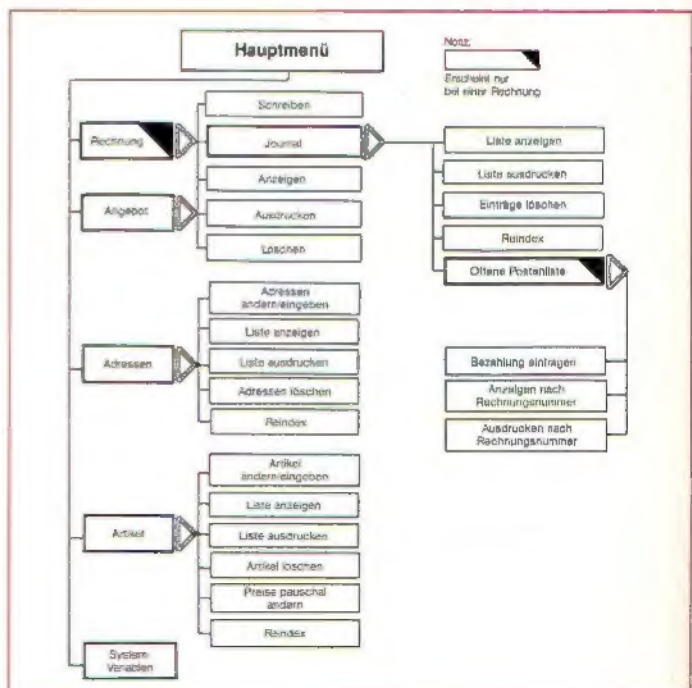 Hauptmenü
Notiz:
Erscheint nur
bei einer Rechnung
Schreiben
Rechnung
Journal
Liste anzeigen
Anzeigen
Liste ausdrucken
Angebot
Ausdrucken
Einträge löschen
Löschen
Reindex
Offene Postenliste
Adressen
ändern/eingeben
Liste anzeigen
Adressen
Liste ausdrucken
Bezahlung eintragen
Adressen löschen
Anzeigen nach
Rechnungsnummer
Reindex
Ausdrucken nach
Rechnungsnummer
Artikel
ändern/eingeben
Liste anzeigen
Artikel
Liste ausdrucken
Artikel löschen
Preise pauschal
ändern
Reindex
System
Variablen